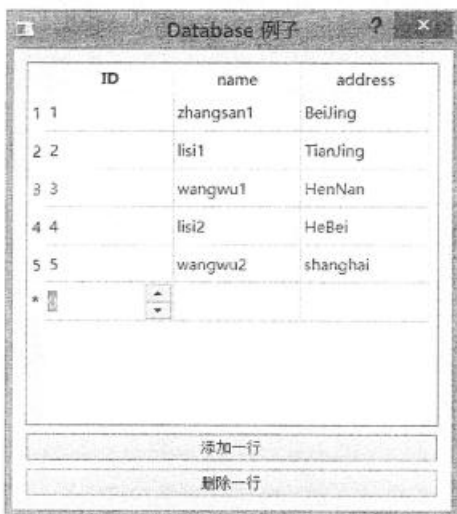 Database 例子 ? ×
ID name address
1 1 zhangsan1 BeiJing
2 2 lisi1 TianJing
3 3 wangwu1 HenNan
4 4 lisi2 HeBei
5 5 wangwu2 shanghai
*
添加一行
删除一行